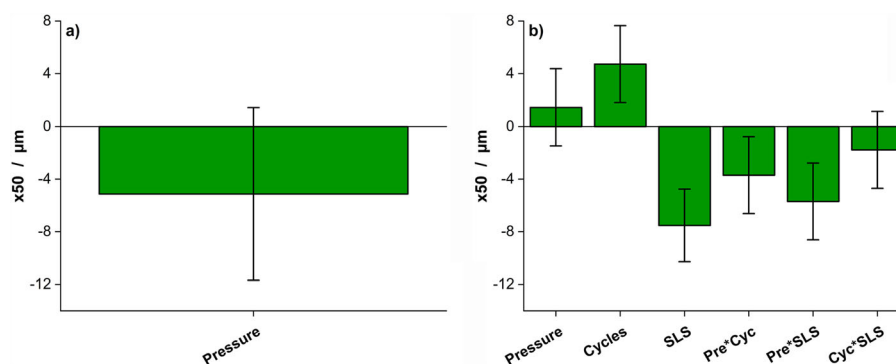 a)
8
4
0
-4
-8
-12
x50 / µm
Pressure
b)
8
4
0
-4
-8
-12
x50 / µm
Pressure
Cycles
SLS
Pre*Cyc
Pre*SLS
Cyc*SLS